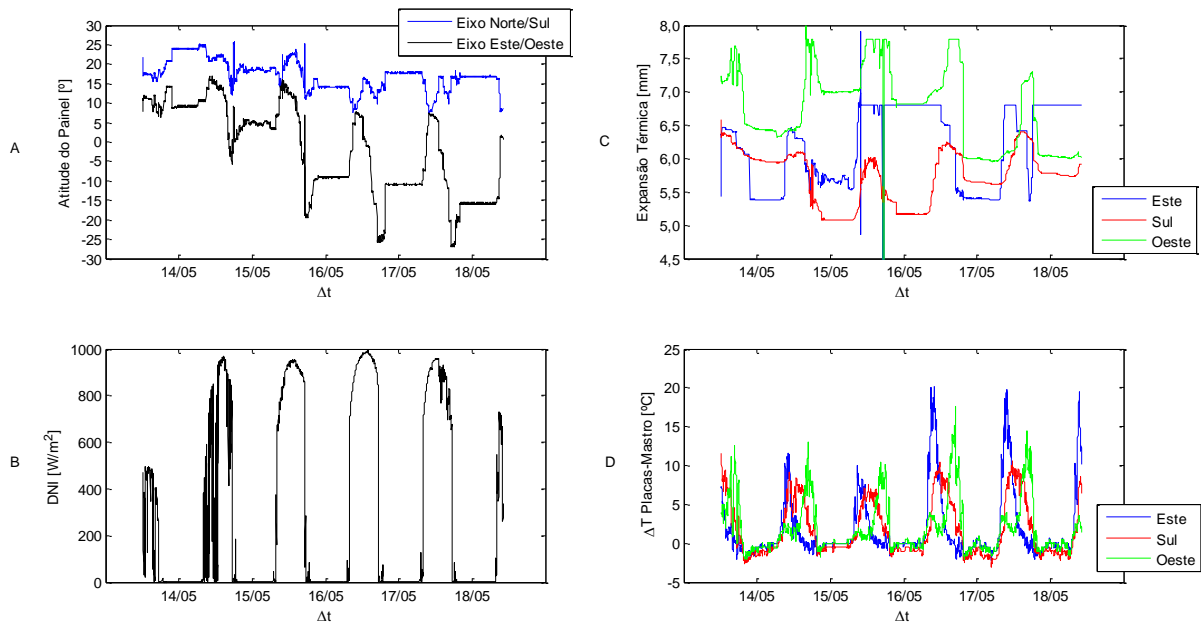 A
Atitude do Painel [º]
30
25
20
15
10
5
0
-5
-10
-15
-20
-25
-30
14/05 15/05 16/05 17/05 18/05
Δt
Eixo Norte/Sul
Eixo Este/Oeste
C
Expansão Térmica [mm]
8,0
7,5
7,0
6,5
6,0
5,5
5,0
4,5
14/05 15/05 16/05 17/05 18/05
Δt
Este
Sul
Oeste
B
DNI [W/m²]
1000
800
600
400
200
0
14/05 15/05 16/05 17/05 18/05
Δt
D
Δ T Placas-Mastro [ºC]
25
20
15
10
5
0
-5
14/05 15/05 16/05 17/05 18/05
Δt
Este
Sul
Oeste